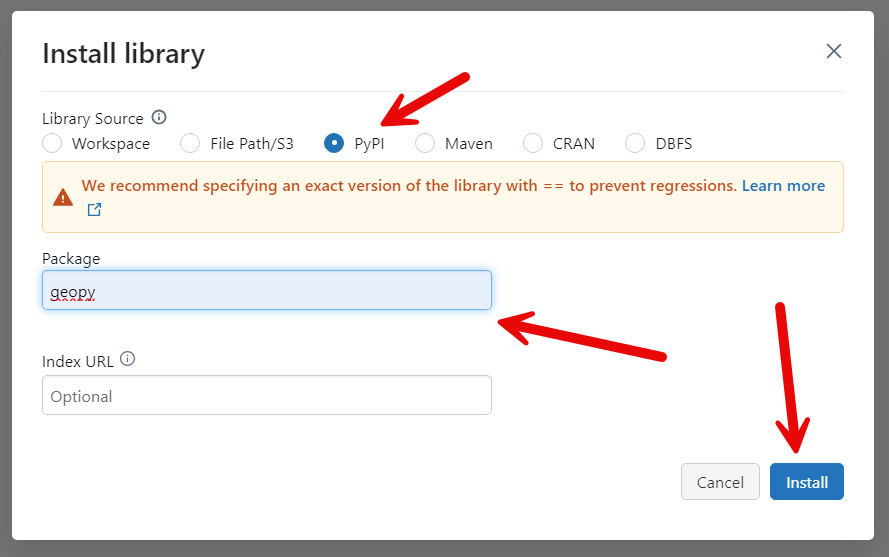 Install library
Library Source
Workspace File Path/S3 PyPI Maven CRAN DBFS
We recommend specifying an exact version of the library with == to prevent regressions. Learn more
Package
geopy
Index URL
Optional
Cancel Install